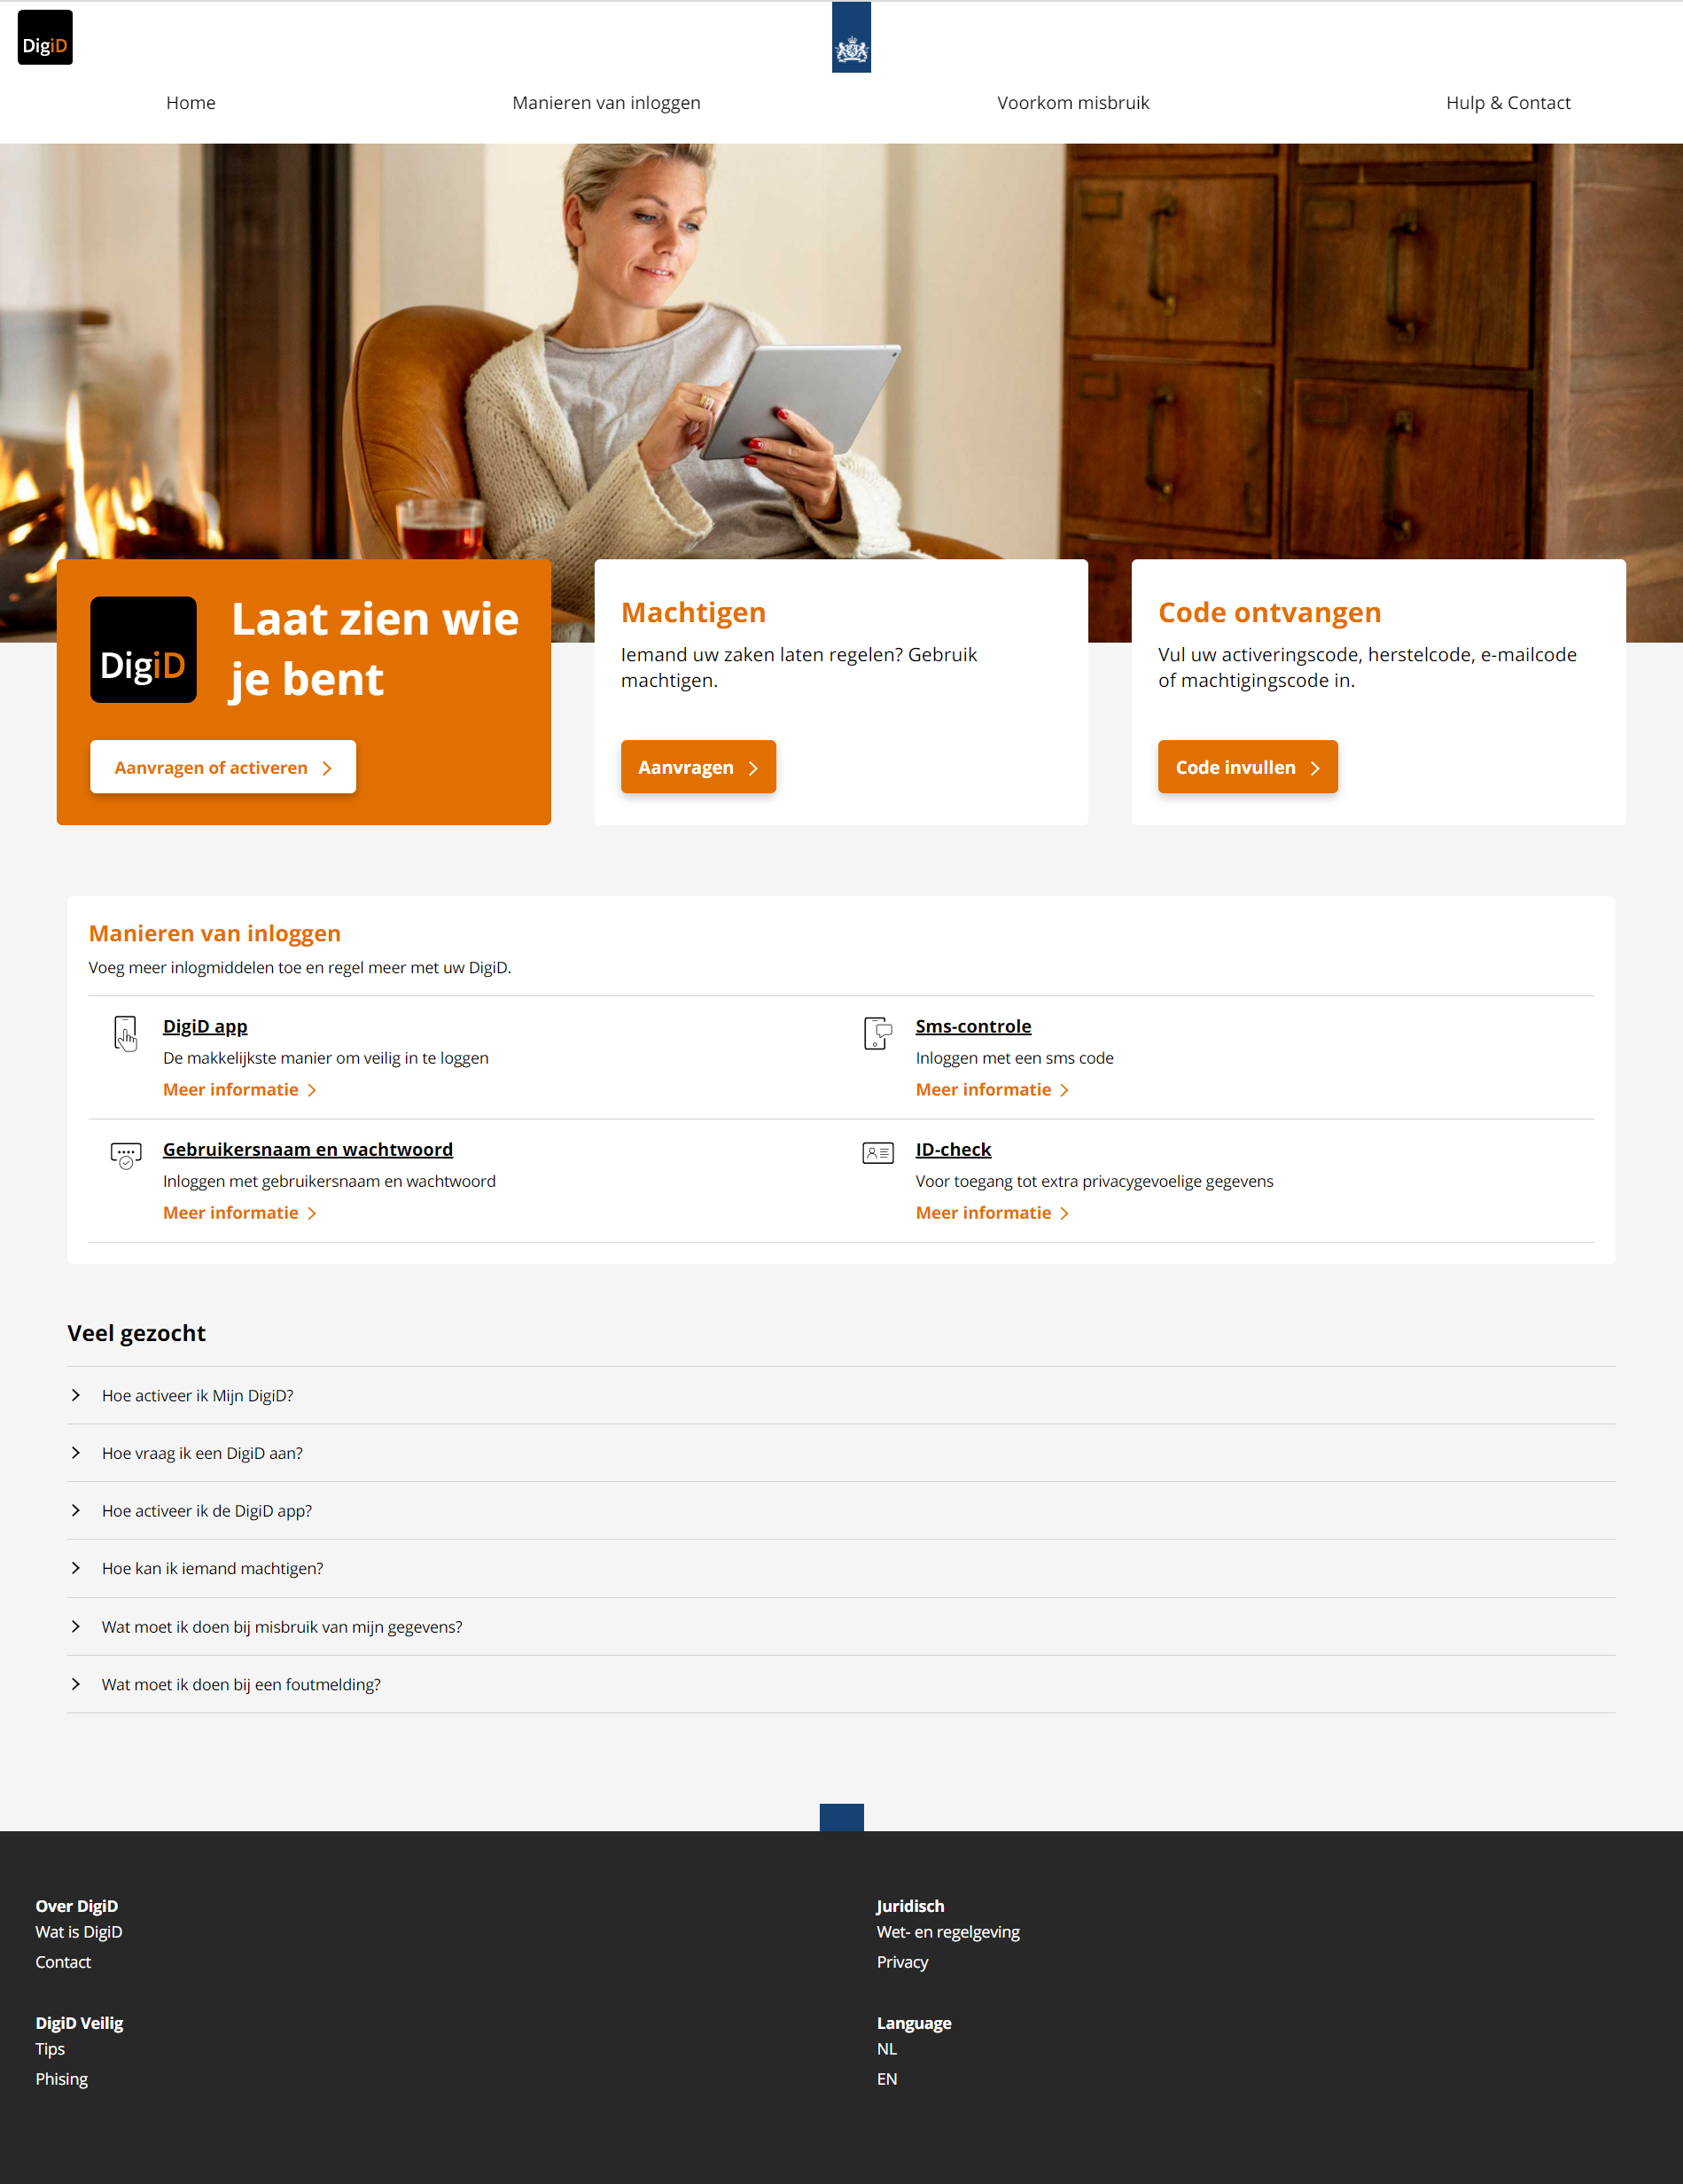 DigiD
Home
Manieren van inloggen
Voorkom misbruik
Hulp & Contact
DigiD
Laat zien wie
je bent
Aanvragen of activeren
Machtigen
Iemand uw zaken laten regelen? Gebruik
machtigen.
Aanvragen
Code ontvangen
Vul uw activeringscode, herstelcode, e-mailcode
of machtigingscode in.
Code invullen
Manieren van inloggen
Voeg meer inlogmiddelen toe en regel meer met uw DigiD.
DigiD app
De makkelijkste manier om veilig in te loggen
Meer informatie
Sms-controle
Inloggen met een sms code
Meer informatie
Gebruikersnaam en wachtwoord
Inloggen met gebruikersnaam en wachtwoord
Meer informatie
ID-check
Voor toegang tot extra privacygevoelige gegevens
Meer informatie
Veel gezocht
Hoe activeer ik Mijn DigiD?
Hoe vraag ik een DigiD aan?
Hoe activeer ik de DigiD app?
Hoe kan ik iemand machtigen?
Wat moet ik doen bij misbruik van mijn gegevens?
Wat moet ik doen bij een foutmelding?
Over DigiD
Wat is DigiD
Contact
Juridisch
Wet- en regelgeving
Privacy
DigiD Veilig
Tips
Phising
Language
NL
EN